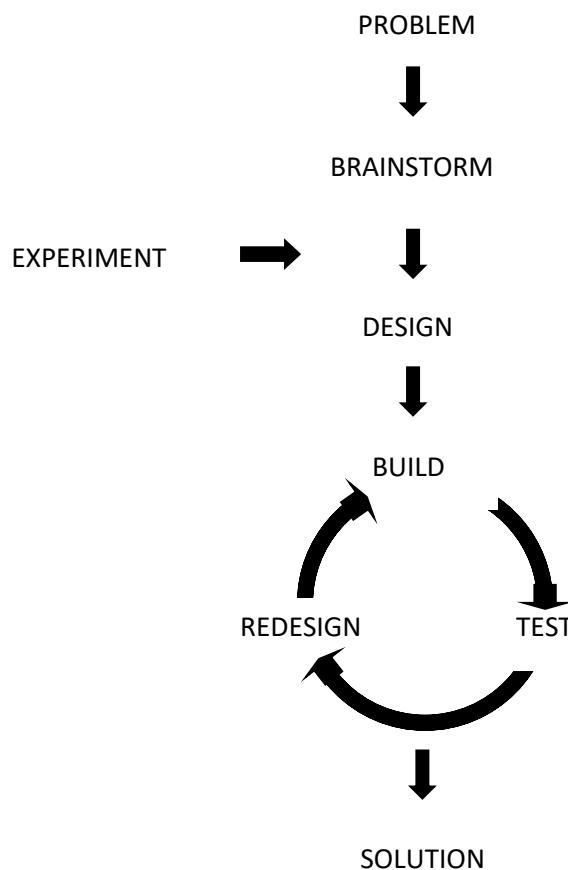 PROBLEM
BRAINSTORM
EXPERIMENT
DESIGN
BUILD
REDESIGN
TEST
SOLUTION